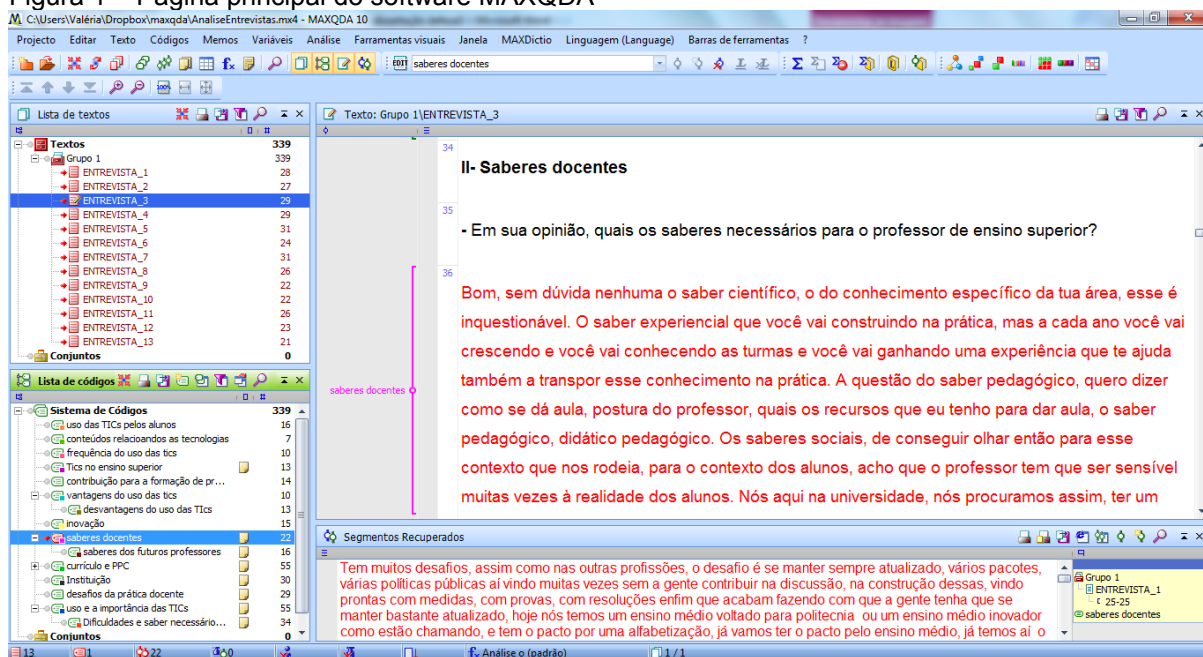 Figura 1 – Página principal do software MAXQDA
C:\Users\Valéria\Dropbox\maxqda\AnaliseEntrevistas.mx4 - MAXQDA 10
Projecto Editar Texto Códigos Memos Variáveis Análise Farramentas visuais Janela MAXDictio Linguagem (Language) Barras de ferramentas ?
EDIT saberes docentes
Lista de textos
Textos 339
Grupo 1 339
ENTREVISTA_1 28
ENTREVISTA_2 27
ENTREVISTA_3 29
ENTREVISTA_4 29
ENTREVISTA_5 31
ENTREVISTA_6 24
ENTREVISTA_7 31
ENTREVISTA_8 26
ENTREVISTA_9 22
ENTREVISTA_10 22
ENTREVISTA_11 26
ENTREVISTA_12 23
ENTREVISTA_13 21
Conjuntos 0
Lista de códigos
Sistema de Códigos 339
uso das TICs pelos alunos 16
conteúdos relacioandos as tecnologias 7
frequência do uso das tics 10
Tics no ensino superior 13
contribuição para a formação de pr... 14
vantagens do uso das tics 10
desvantagens do uso das TIcs 13
inovação 15
saberes docentes 22
saberes dos futuros professores 16
currículo e PPC 55
Instituição 30
desafios da prática docente 29
uso e a importância das TICs 55
Dificuldades e saber necessário... 34
Conjuntos 0
Texto: Grupo 1\ENTREVISTA_3
34
II- Saberes docentes
35
- Em sua opinião, quais os saberes necessários para o professor de ensino superior?
36
saberes docentes
Bom, sem dúvida nenhuma o saber científico, o do conhecimento específico da tua área, esse é
inquestionável. O saber experiencial que você vai construindo na prática, mas a cada ano você vai
crescendo e você vai conhecendo as turmas e você vai ganhando uma experiência que te ajuda
também a transpor esse conhecimento na prática. A questão do saber pedagógico, quero dizer
como se dá aula, postura do professor, quais os recursos que eu tenho para dar aula, o saber
pedagógico, didático pedagógico. Os saberes sociais, de conseguir olhar então para esse
contexto que nos rodeia, para o contexto dos alunos, acho que o professor tem que ser sensível
muitas vezes à realidade dos alunos. Nós aqui na universidade, nós procuramos assim, ter um
Segmentos Recuperados
Tem muitos desafios, assim como nas outras profissões, o desafio é se manter sempre atualizado, vários pacotes,
várias políticas públicas aí vindo muitas vezes sem a gente contribuir na discussão, na construção dessas, vindo
prontas com medidas, com provas, com resoluções enfim que acabam fazendo com que a gente tenha que se
manter bastante atualizado, hoje nós temos um ensino médio voltado para politecnia ou um ensino médio inovador
como estão chamando, e tem o pacto por uma alfabetização, já vamos ter o pacto pelo ensino médio, já temos aí o
Grupo 1
ENTREVISTA_1
25-25
saberes docentes
13 1 22 0 Análise o (padrão) 1 / 1